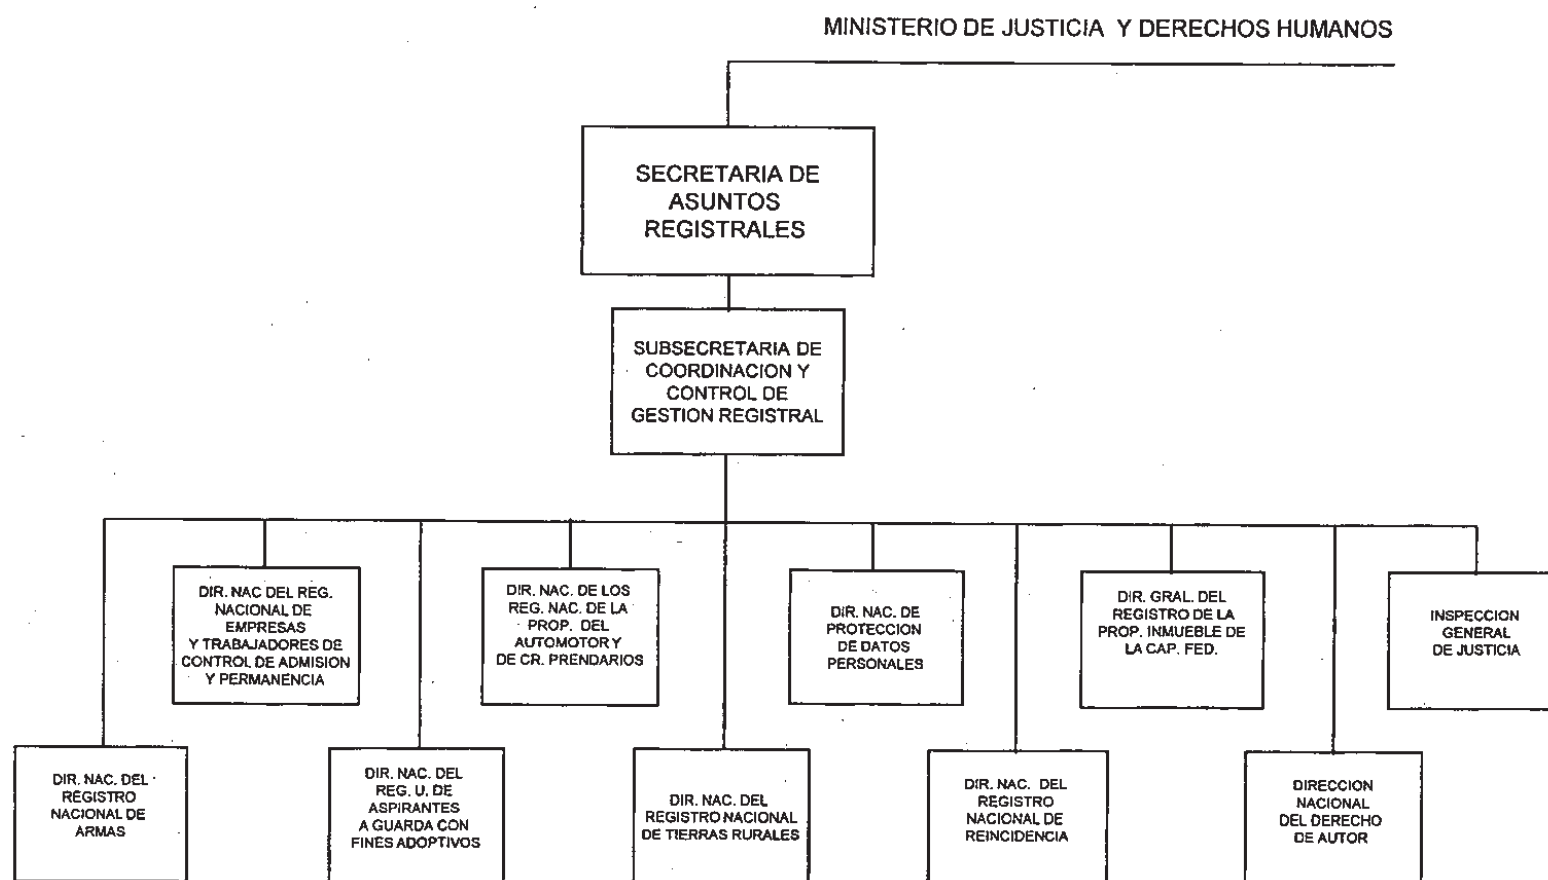 MINISTERIO DE JUSTICIA Y DERECHOS HUMANOS
SECRETARIA DE
ASUNTOS
REGISTRALES
SUBSECRETARIA DE
COORDINACION Y
CONTROL DE
GESTION REGISTRAL
DIR. NAC DEL REG.
NACIONAL DE
EMPRESAS
Y TRABAJADORES DE
CONTROL DE ADMISION
Y PERMANENCIA
DIR. NAC. DE LOS
REG. NAC. DE LA
PROP. DEL
AUTOMOTOR Y
DE CR. PRENDARIOS
DIR. NAC. DE
PROTECCION
DE DATOS
PERSONALES
DIR. GRAL. DEL
REGISTRO DE LA
PROP. INMUEBLE DE
LA CAP. FED.
INSPECCION
GENERAL
DE JUSTICIA
DIR. NAC. DEL
REGISTRO
NACIONAL DE
ARMAS
DIR. NAC. DEL
REG. U. DE
ASPIRANTES
A GUARDA CON
FINES ADOPTIVOS
DIR. NAC. DEL
REGISTRO NACIONAL
DE TIERRAS RURALES
DIR. NAC. DEL
REGISTRO
NACIONAL DE
REINCIDENCIA
DIRECCION
NACIONAL
DEL DERECHO
DE AUTOR